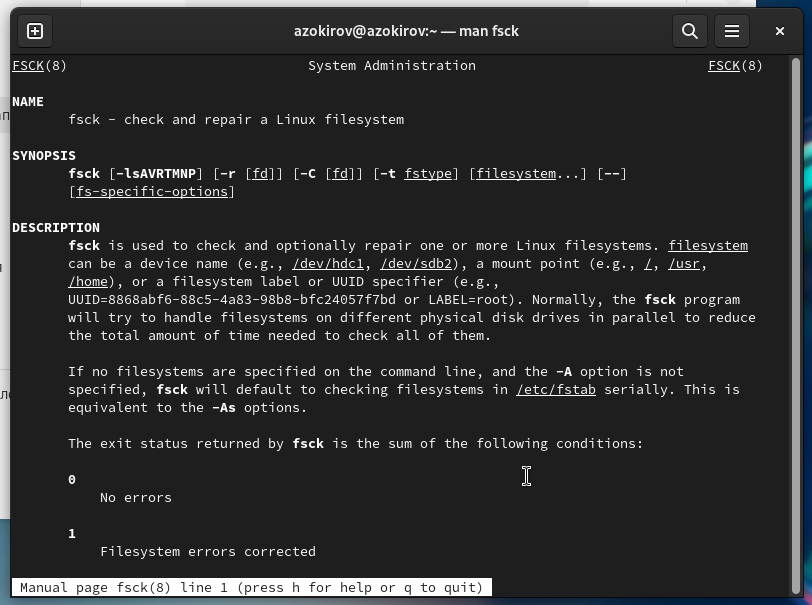 azokirov@azokirov:~ — man fsck
FSCK(8) System Administration FSCK(8)
NAME
fsck - check and repair a Linux filesystem
SYNOPSIS
fsck [-lsAVRTMNP] [-r [fd]] [-C [fd]] [-t fstype] [filesystem...] [--]
[fs-specific-options]
DESCRIPTION
fsck is used to check and optionally repair one or more Linux filesystems. filesystem
can be a device name (e.g., /dev/hdc1, /dev/sdb2), a mount point (e.g., /, /usr,
/home), or a filesystem label or UUID specifier (e.g.,
UUID=8868abf6-88c5-4a83-98b8-bfc24057f7bd or LABEL=root). Normally, the fsck program
will try to handle filesystems on different physical disk drives in parallel to reduce
the total amount of time needed to check all of them.
If no filesystems are specified on the command line, and the -A option is not
specified, fsck will default to checking filesystems in /etc/fstab serially. This is
equivalent to the -As options.
The exit status returned by fsck is the sum of the following conditions:
0
No errors
1
Filesystem errors corrected
Manual page fsck(8) line 1 (press h for help or q to quit)